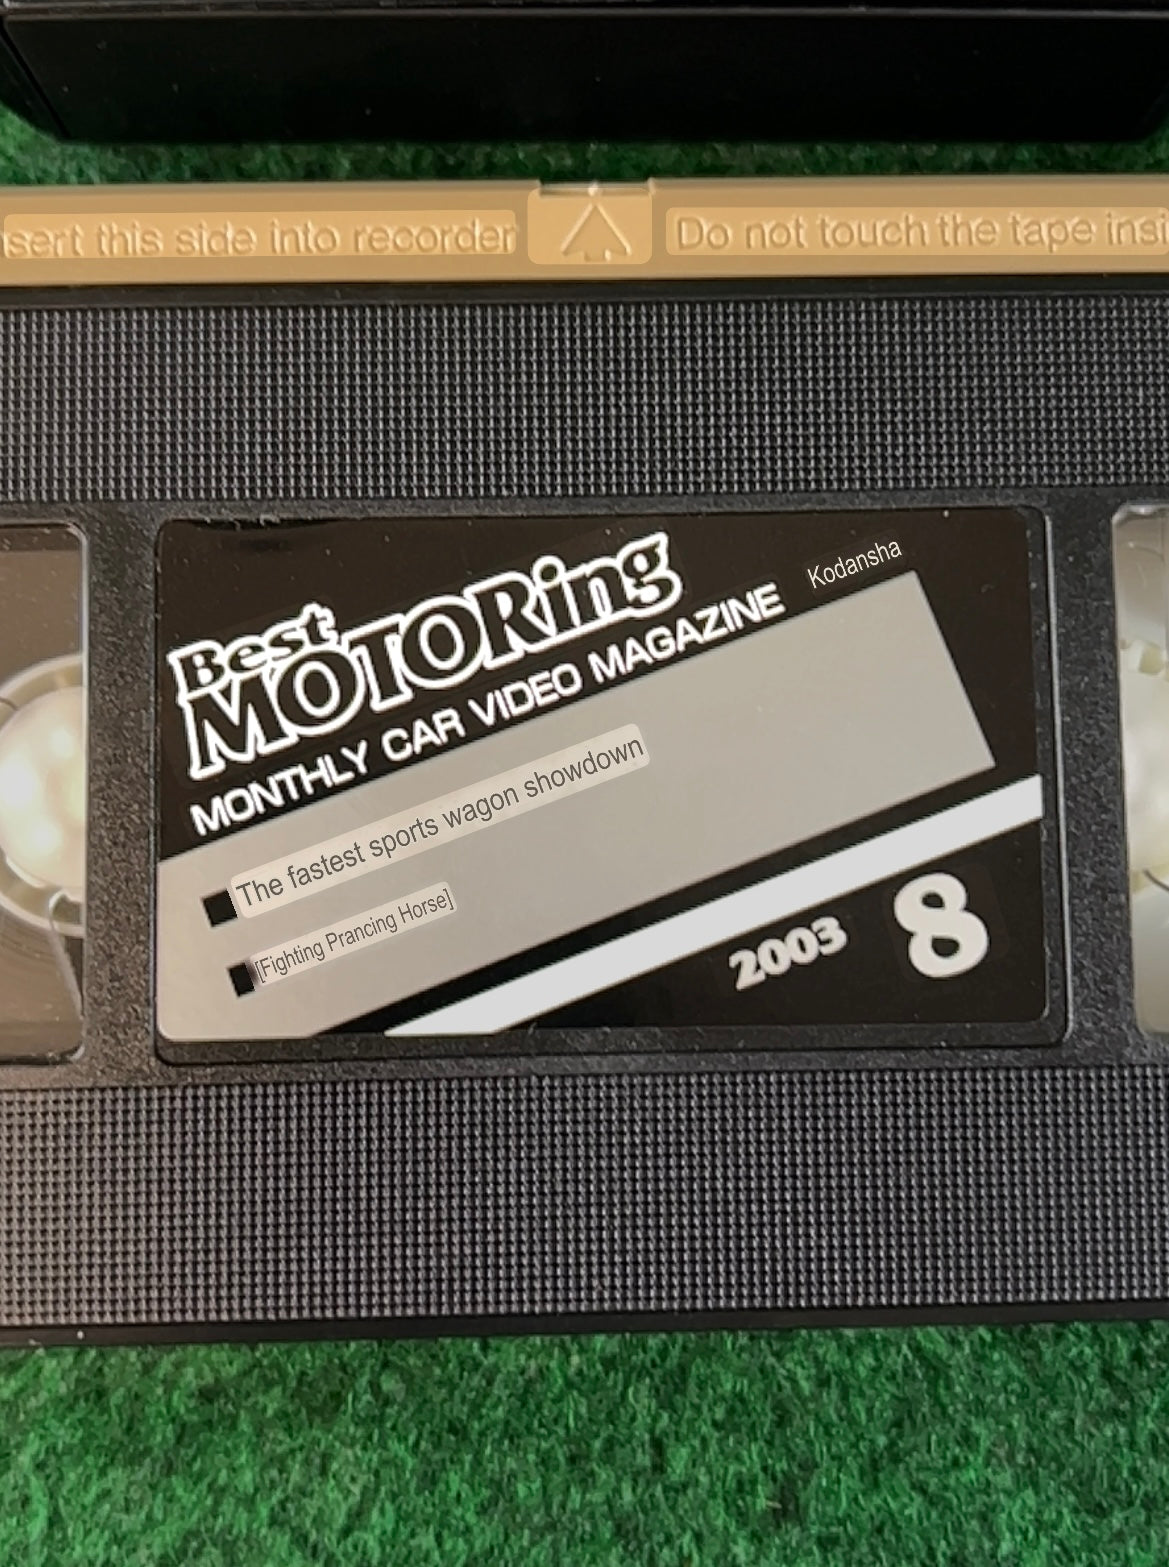 sert this side into recorder
Do not touch the tape insi
Best
MOTORing
MONTHLY CAR VIDEO MAGAZINE
Kodansha
■The fastest sports wagon showdown
■[Fighting Prancing Horse]
2003 8